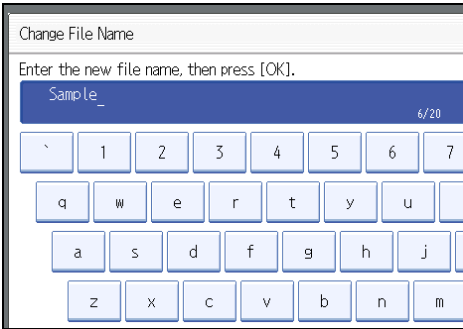 Change File Name
Enter the new file name, then press [OK].
Sample_
6/20
` 1 2 3 4 5 6 7
q w e r t y u
a s d f g h j
z x c v b n m